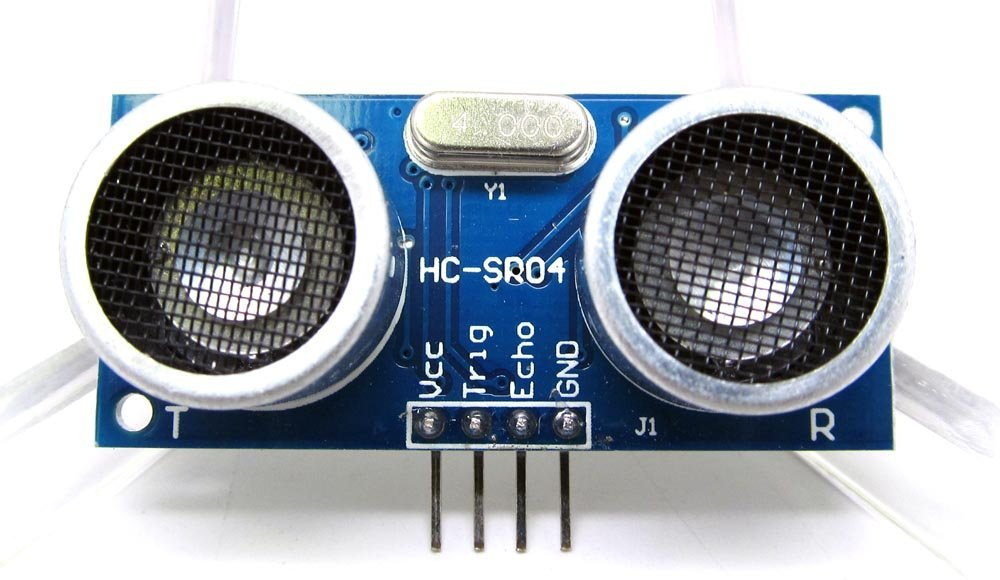 4.000
Y1
HC-SR04
Vcc
Trig
Echo
GND
T
J1
R